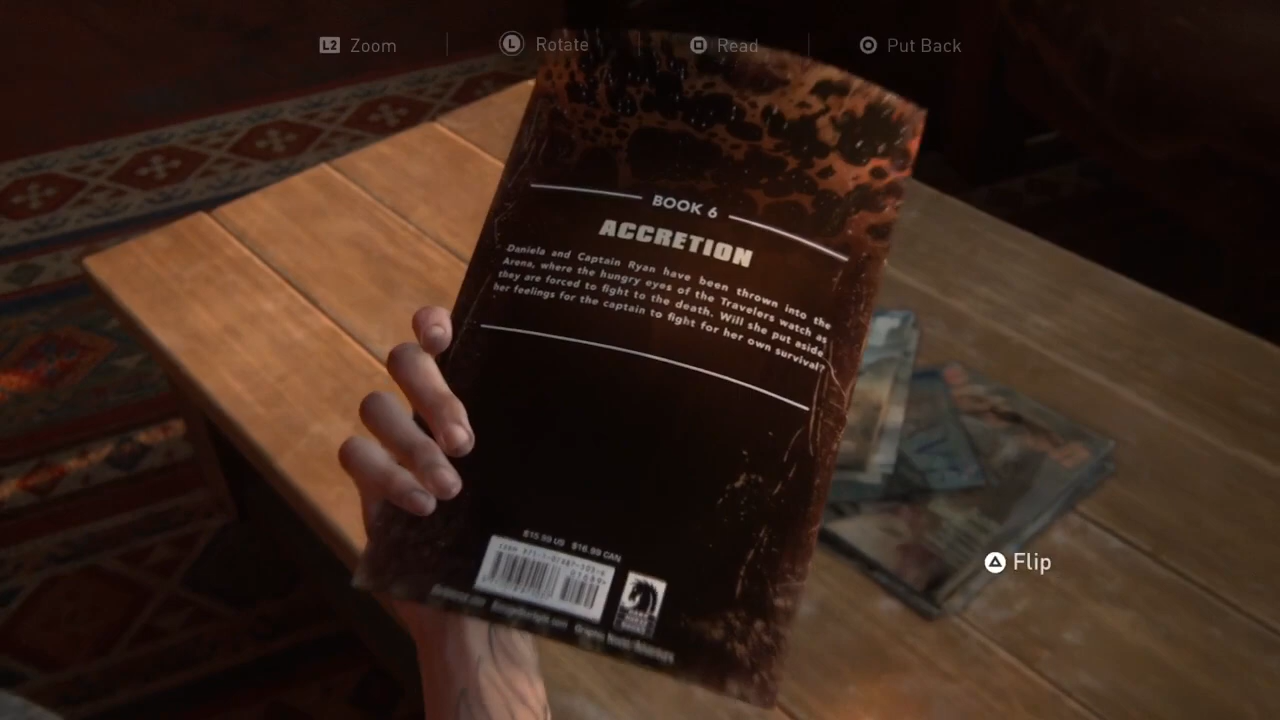 L2 Zoom L Rotate Read Put Back
BOOK 6
ACCRETION
Daniela and Captain Ryan have been thrown into the
Arena, where the hungry eyes of the Travelers watch as
they are forced to fight to the death. Will she put aside
her feelings for the captain to fight for her own survival?
$15.99 US $16.99 CAN
Flip